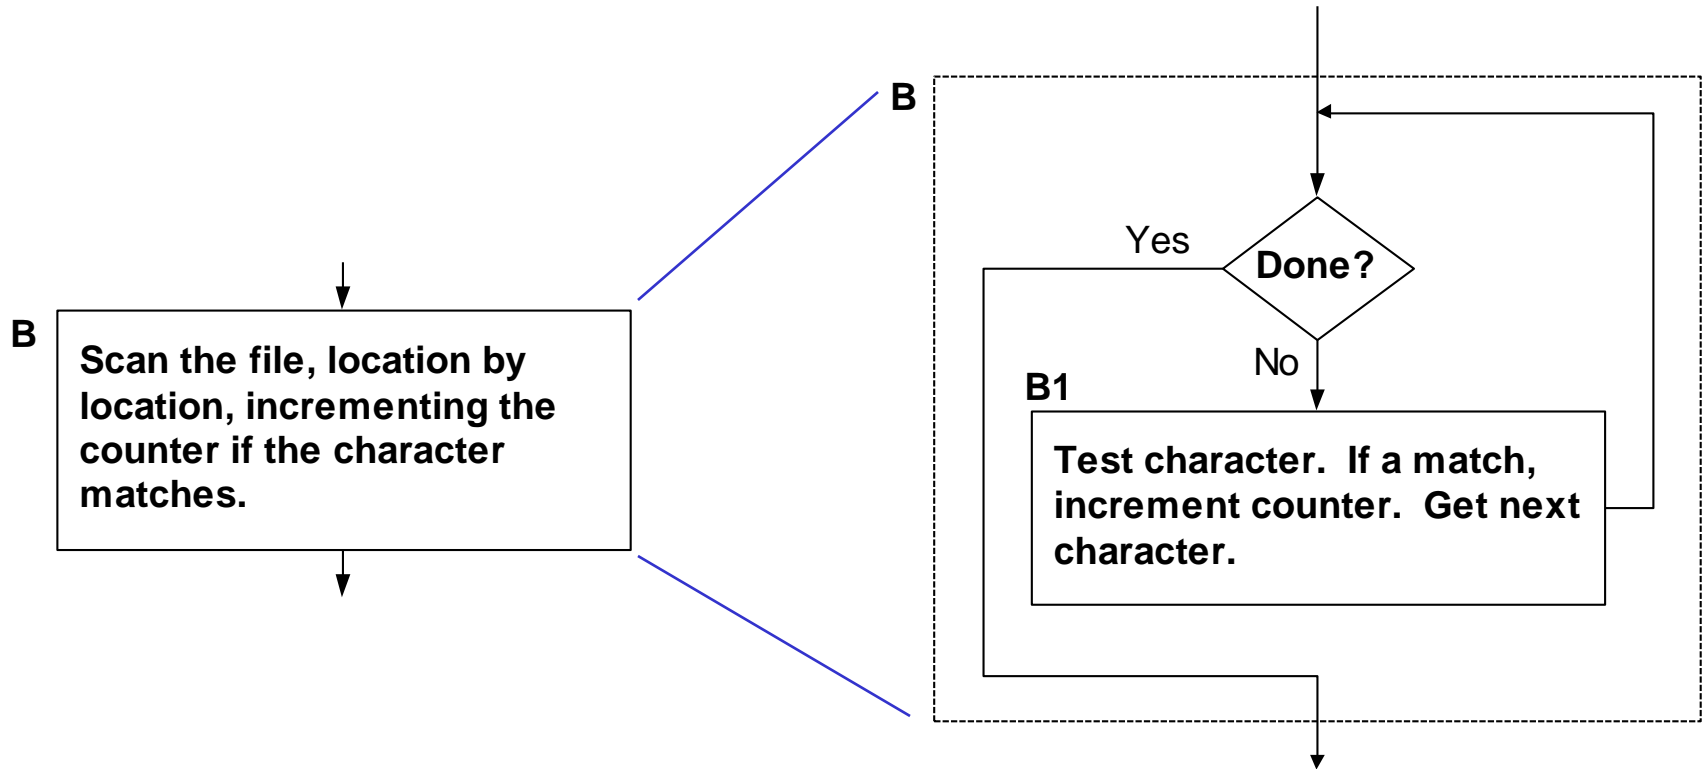 B
Scan the file, location by
location, incrementing the
counter if the character
matches.
B
Yes
Done?
No
B1
Test character.  If a match,
increment counter.  Get next
character.